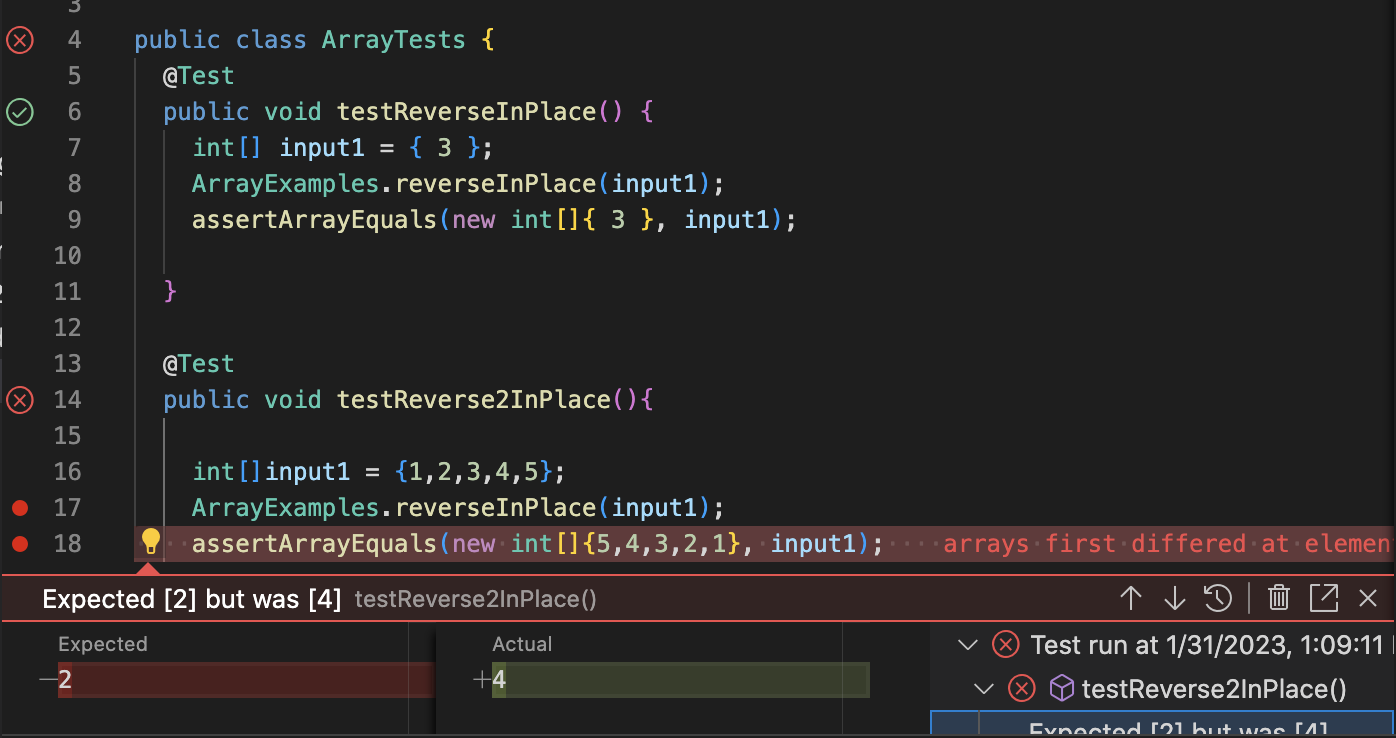 3
4 public class ArrayTests {
5 @Test
6 public void testReverseInPlace() {
7 int[] input1 = { 3 };
8 ArrayExamples.reverseInPlace(input1);
9 assertArrayEquals(new int[]{ 3 }, input1);
10
11 }
12
13 @Test
14 public void testReverse2InPlace(){
15
16 int[]input1 = {1,2,3,4,5};
17 ArrayExamples.reverseInPlace(input1);
18 assertArrayEquals(new int[]{5,4,3,2,1}, input1); arrays first differed at elemen
Expected [2] but was [4] testReverse2InPlace()
Expected Actual
−2 +4
Test run at 1/31/2023, 1:09:11
testReverse2InPlace()
Expected [2] but was [4]